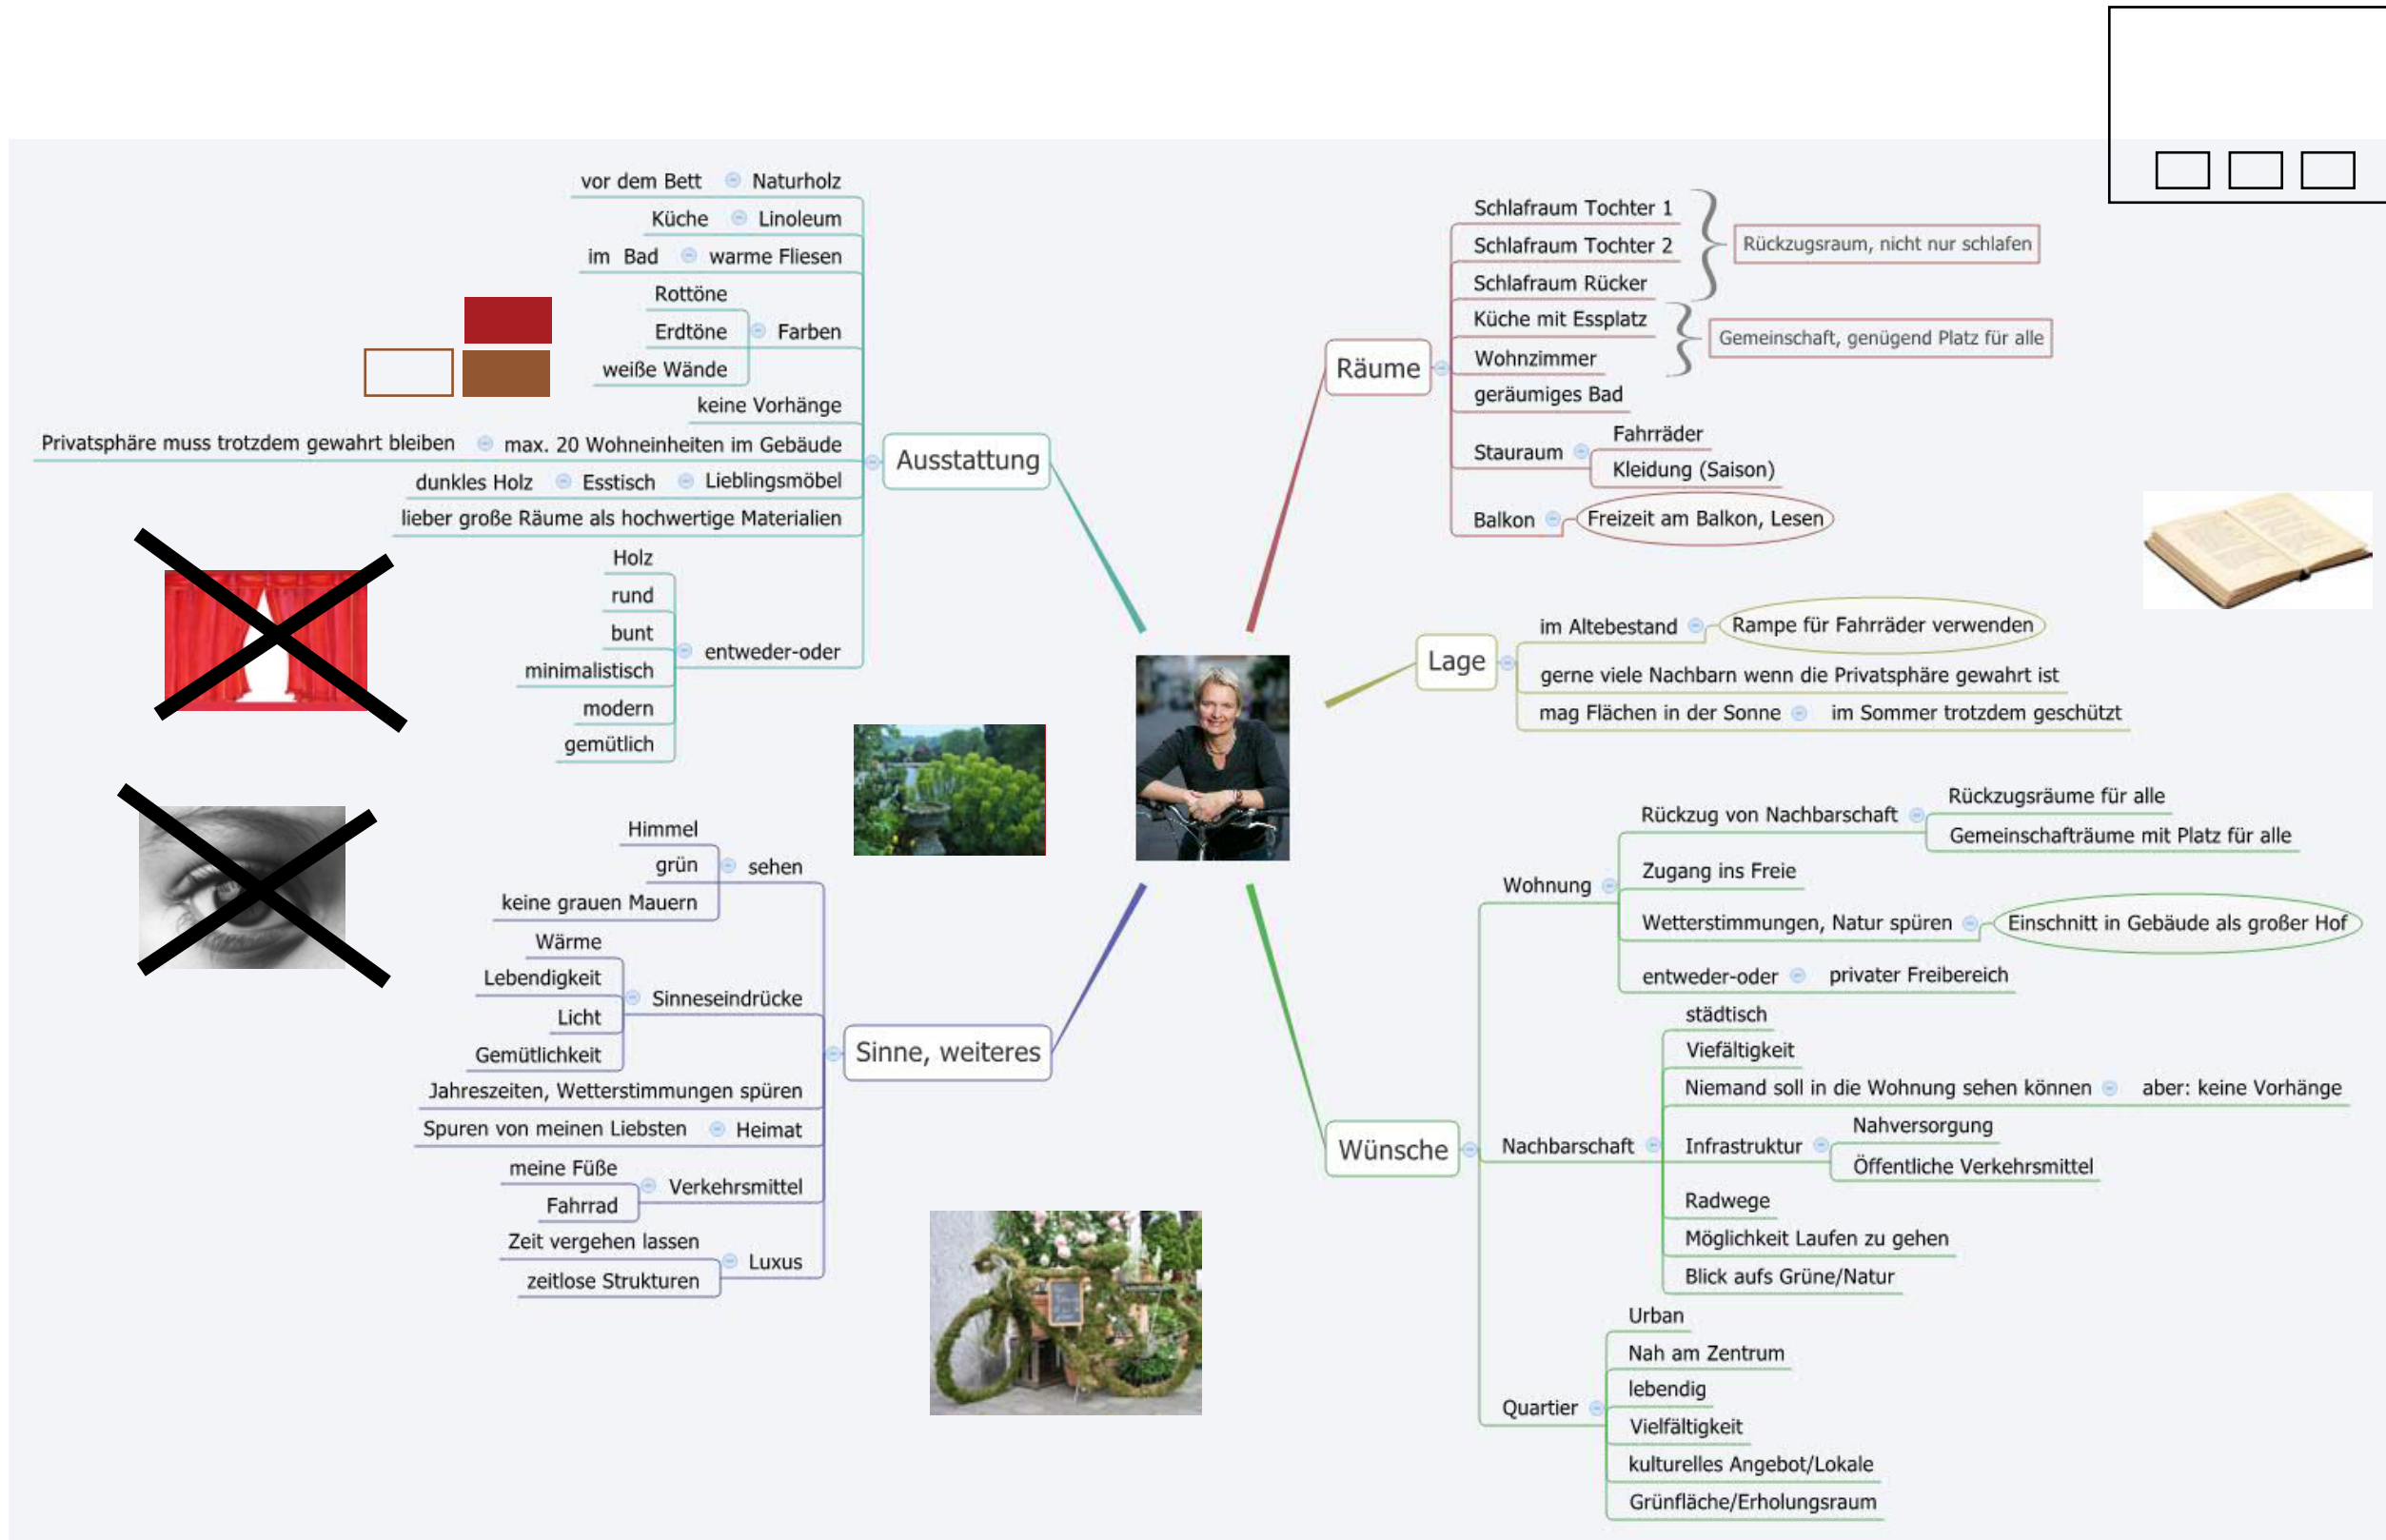 vor dem Bett Naturholz
Küche Linoleum
im Bad warme Fliesen
Rottöne
Erdtöne Farben
weiße Wände
keine Vorhänge
Privatsphäre muss trotzdem gewahrt bleiben max. 20 Wohneinheiten im Gebäude
dunkles Holz Esstisch Lieblingsmöbel
lieber große Räume als hochwertige Materialien
Holz
rund
bunt
entweder-oder
minimalistisch
modern
gemütlich
Ausstattung
Himmel
grün sehen
keine grauen Mauern
Wärme
Lebendigkeit
Sinneseindrücke
Licht
Gemütlichkeit
Jahreszeiten, Wetterstimmungen spüren
Spuren von meinen Liebsten Heimat
meine Füße
Verkehrsmittel
Fahrrad
Zeit vergehen lassen
Luxus
zeitlose Strukturen
Sinne, weiteres
Räume
Schlafraum Tochter 1
Schlafraum Tochter 2
Schlafraum Rücker
Rückzugsraum, nicht nur schlafen
Küche mit Essplatz
Wohnzimmer
Gemeinschaft, genügend Platz für alle
geräumiges Bad
Stauraum
Fahrräder
Kleidung (Saison)
Balkon Freizeit am Balkon, Lesen
Lage
im Altebestand Rampe für Fahrräder verwenden
gerne viele Nachbarn wenn die Privatsphäre gewahrt ist
mag Flächen in der Sonne im Sommer trotzdem geschützt
Wünsche
Wohnung
Rückzug von Nachbarschaft
Rückzugsräume für alle
Gemeinschafträume mit Platz für alle
Zugang ins Freie
Wetterstimmungen, Natur spüren Einschnitt in Gebäude als großer Hof
entweder-oder privater Freibereich
Nachbarschaft
städtisch
Viefältigkeit
Niemand soll in die Wohnung sehen können aber: keine Vorhänge
Infrastruktur
Nahversorgung
Öffentliche Verkehrsmittel
Radwege
Möglichkeit Laufen zu gehen
Blick aufs Grüne/Natur
Quartier
Urban
Nah am Zentrum
lebendig
Vielfältigkeit
kulturelles Angebot/Lokale
Grünfläche/Erholungsraum